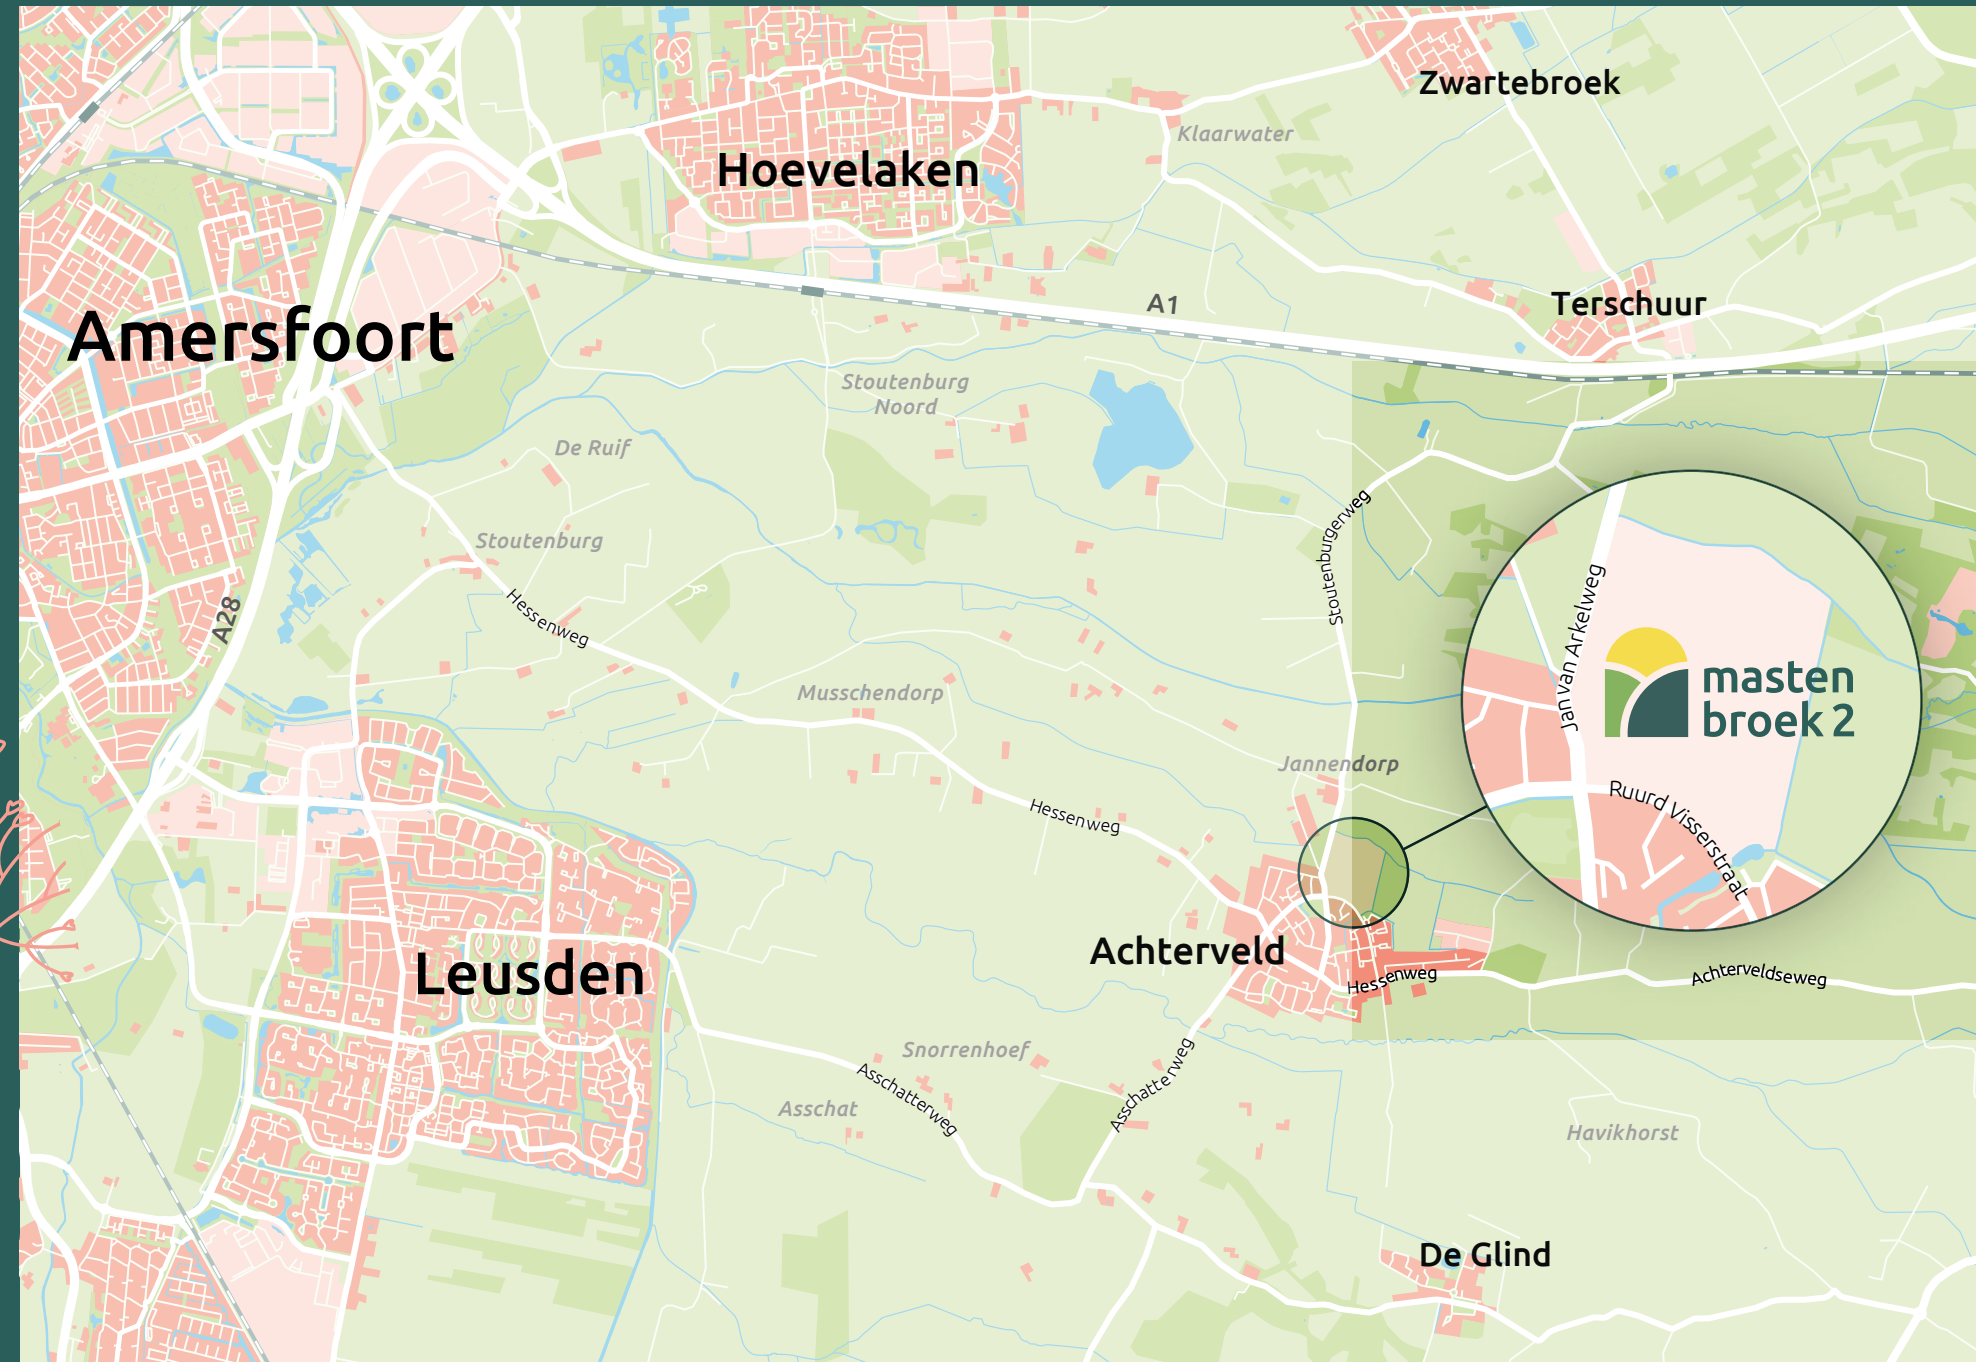 Zwartebroek
Klaarwater
Hoevelaken
A1
Terschuur
Amersfoort
Stoutenburg
Noord
De Ruif
Stoutenburgerweg
Stoutenburg
Hessenweg
A28
Jan van Arkelweg
masten
broek 2
Musschendorp
Jannendorp
Hessenweg
Ruurd Visserstraat
Achterveld
Leusden
Hessenweg
Achterveldseweg
Snorrenhoef
Asschatterweg
Asschatterweg
Asschat
Havikhorst
De Glind